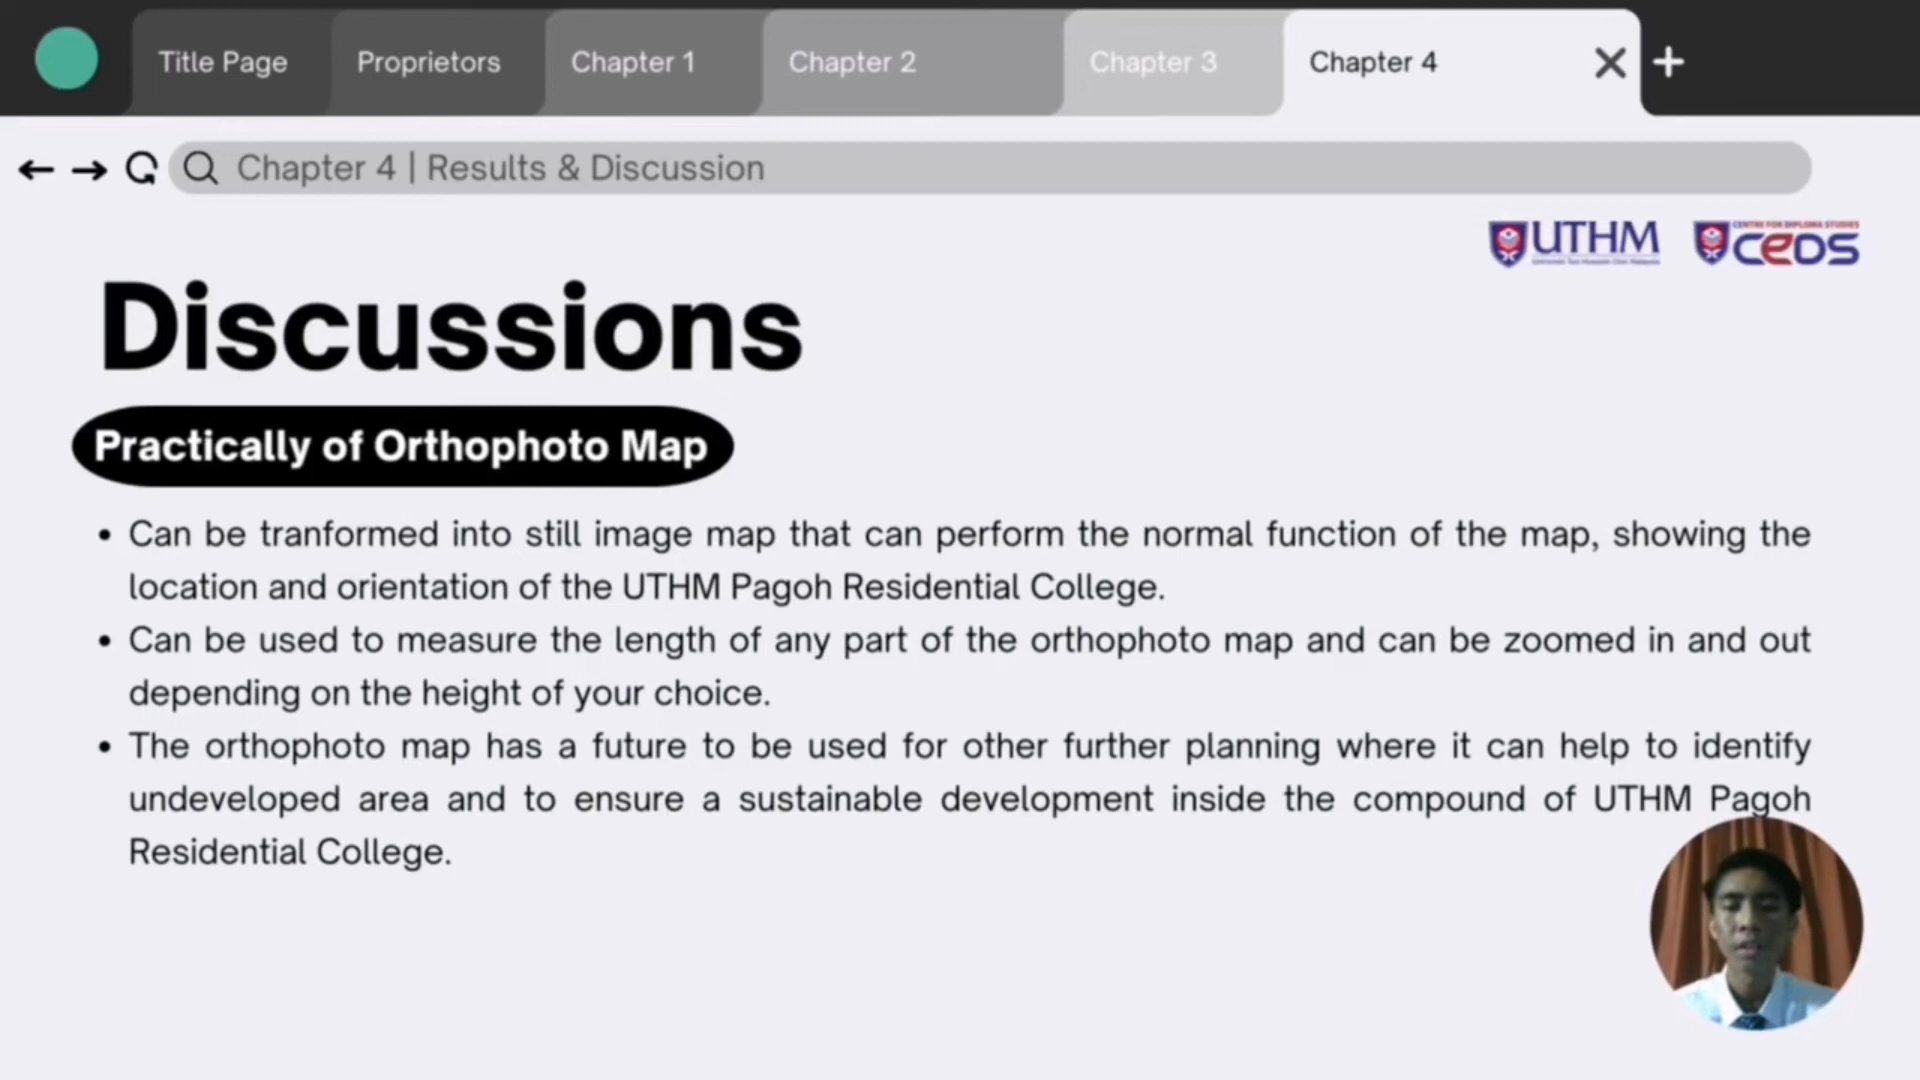 Title Page
Proprietors
Chapter 1
Chapter 2
Chapter 3
Chapter 4
Chapter 4 | Results & Discussion
UTHM
CENTRE FOR DIPLOMA STUDIES
CeDS
Discussions
Practically of Orthophoto Map
• Can be tranformed into still image map that can perform the normal function of the map, showing the
location and orientation of the UTHM Pagoh Residential College.
• Can be used to measure the length of any part of the orthophoto map and can be zoomed in and out
depending on the height of your choice.
• The orthophoto map has a future to be used for other further planning where it can help to identify
undeveloped area and to ensure a sustainable development inside the compound of UTHM Pagoh
Residential College.